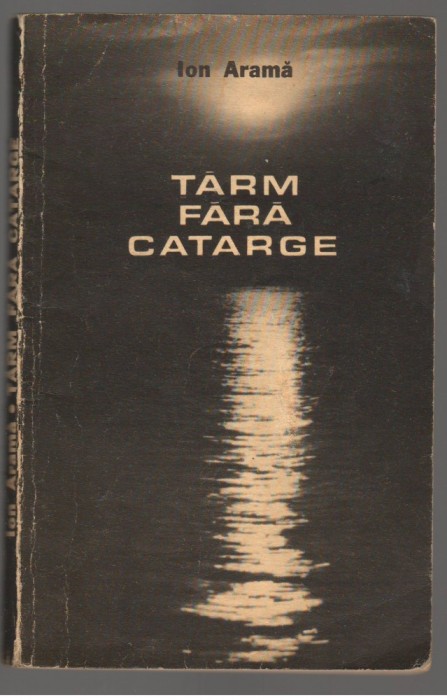 Ion Aramă
TĂRM
FĂRĂ
CATARGE
Ion Aramă • TĂRM FĂRĂ CATARGE